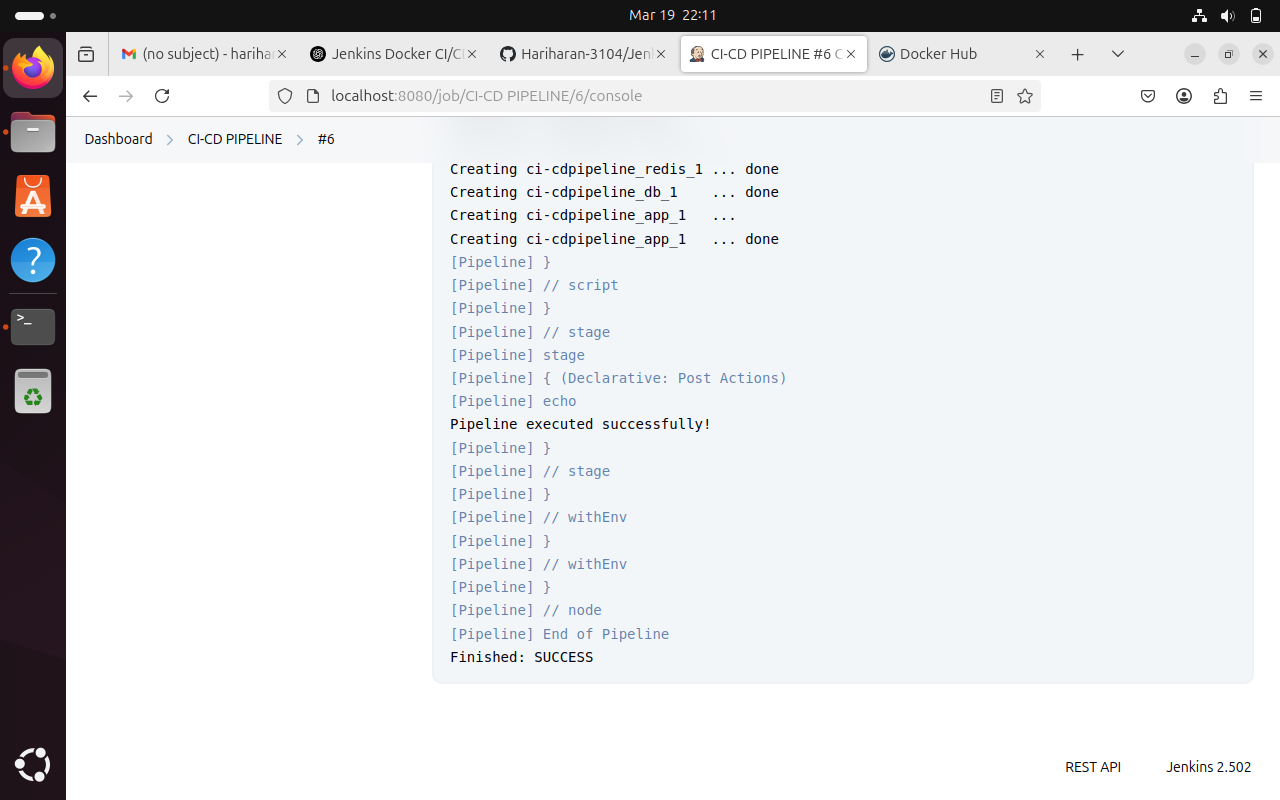 Mar 19 22:11
(no subject) - hariha
Jenkins Docker CI/C
Hariharan-3104/Jen
CI-CD PIPELINE #6 C
Docker Hub
localhost:8080/job/CI-CD PIPELINE/6/console
Dashboard
CI-CD PIPELINE
#6
Creating ci-cdpipeline_redis_1 ... done
Creating ci-cdpipeline_db_1    ... done
Creating ci-cdpipeline_app_1   ...
Creating ci-cdpipeline_app_1   ... done
[Pipeline] }
[Pipeline] // script
[Pipeline] }
[Pipeline] // stage
[Pipeline] stage
[Pipeline] { (Declarative: Post Actions)
[Pipeline] echo
Pipeline executed successfully!
[Pipeline] }
[Pipeline] // stage
[Pipeline] }
[Pipeline] // withEnv
[Pipeline] }
[Pipeline] // withEnv
[Pipeline] }
[Pipeline] // node
[Pipeline] End of Pipeline
Finished: SUCCESS
REST API
Jenkins 2.502